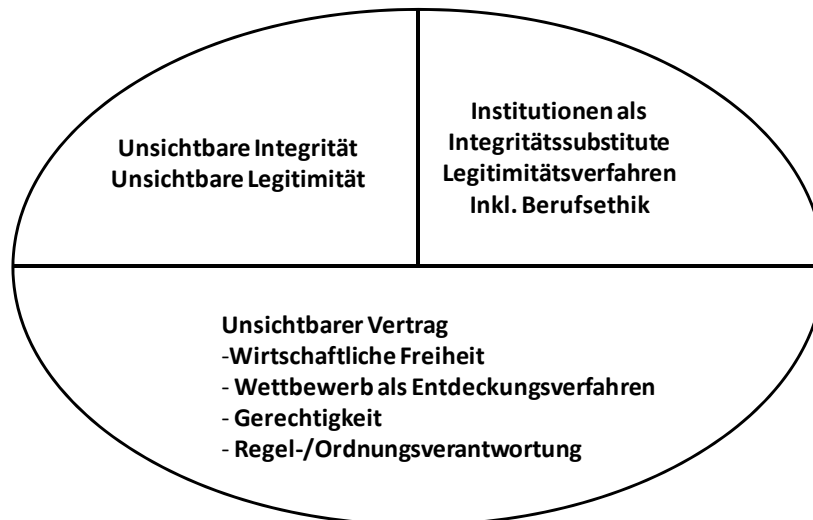 Unsichtbare Integrität
Unsichtbare Legitimität
Institutionen als
Integritätssubstitute
Legitimitätsverfahren
Inkl. Berufsethik
Unsichtbarer Vertrag
-Wirtschaftliche Freiheit
- Wettbewerb als Entdeckungsverfahren
- Gerechtigkeit
- Regel-/Ordnungsverantwortung